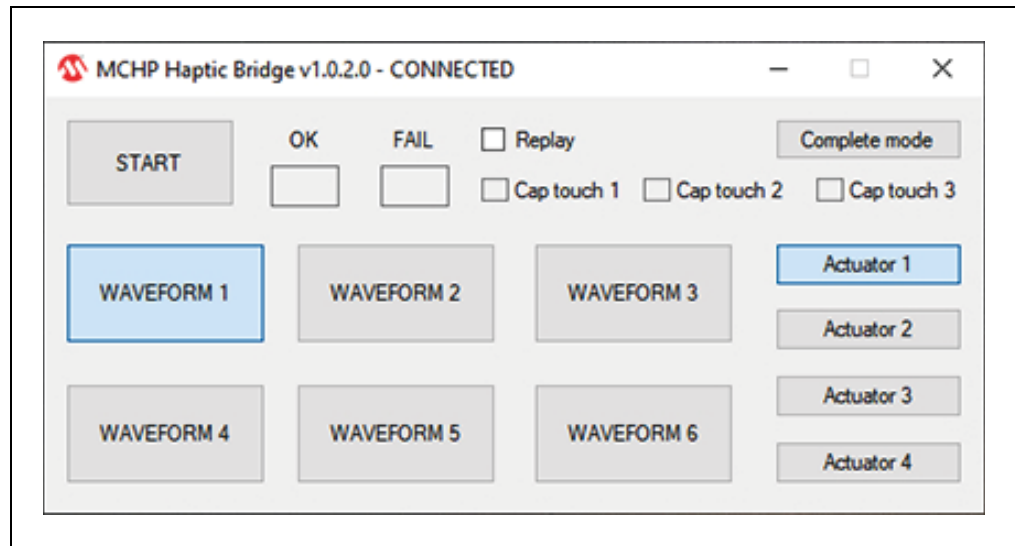 MCHP Haptic Bridge v1.0.2.0 - CONNECTED
START
OK
FAIL
Replay
Complete mode
Cap touch 1
Cap touch 2
Cap touch 3
WAVEFORM 1
WAVEFORM 2
WAVEFORM 3
Actuator 1
Actuator 2
WAVEFORM 4
WAVEFORM 5
WAVEFORM 6
Actuator 3
Actuator 4